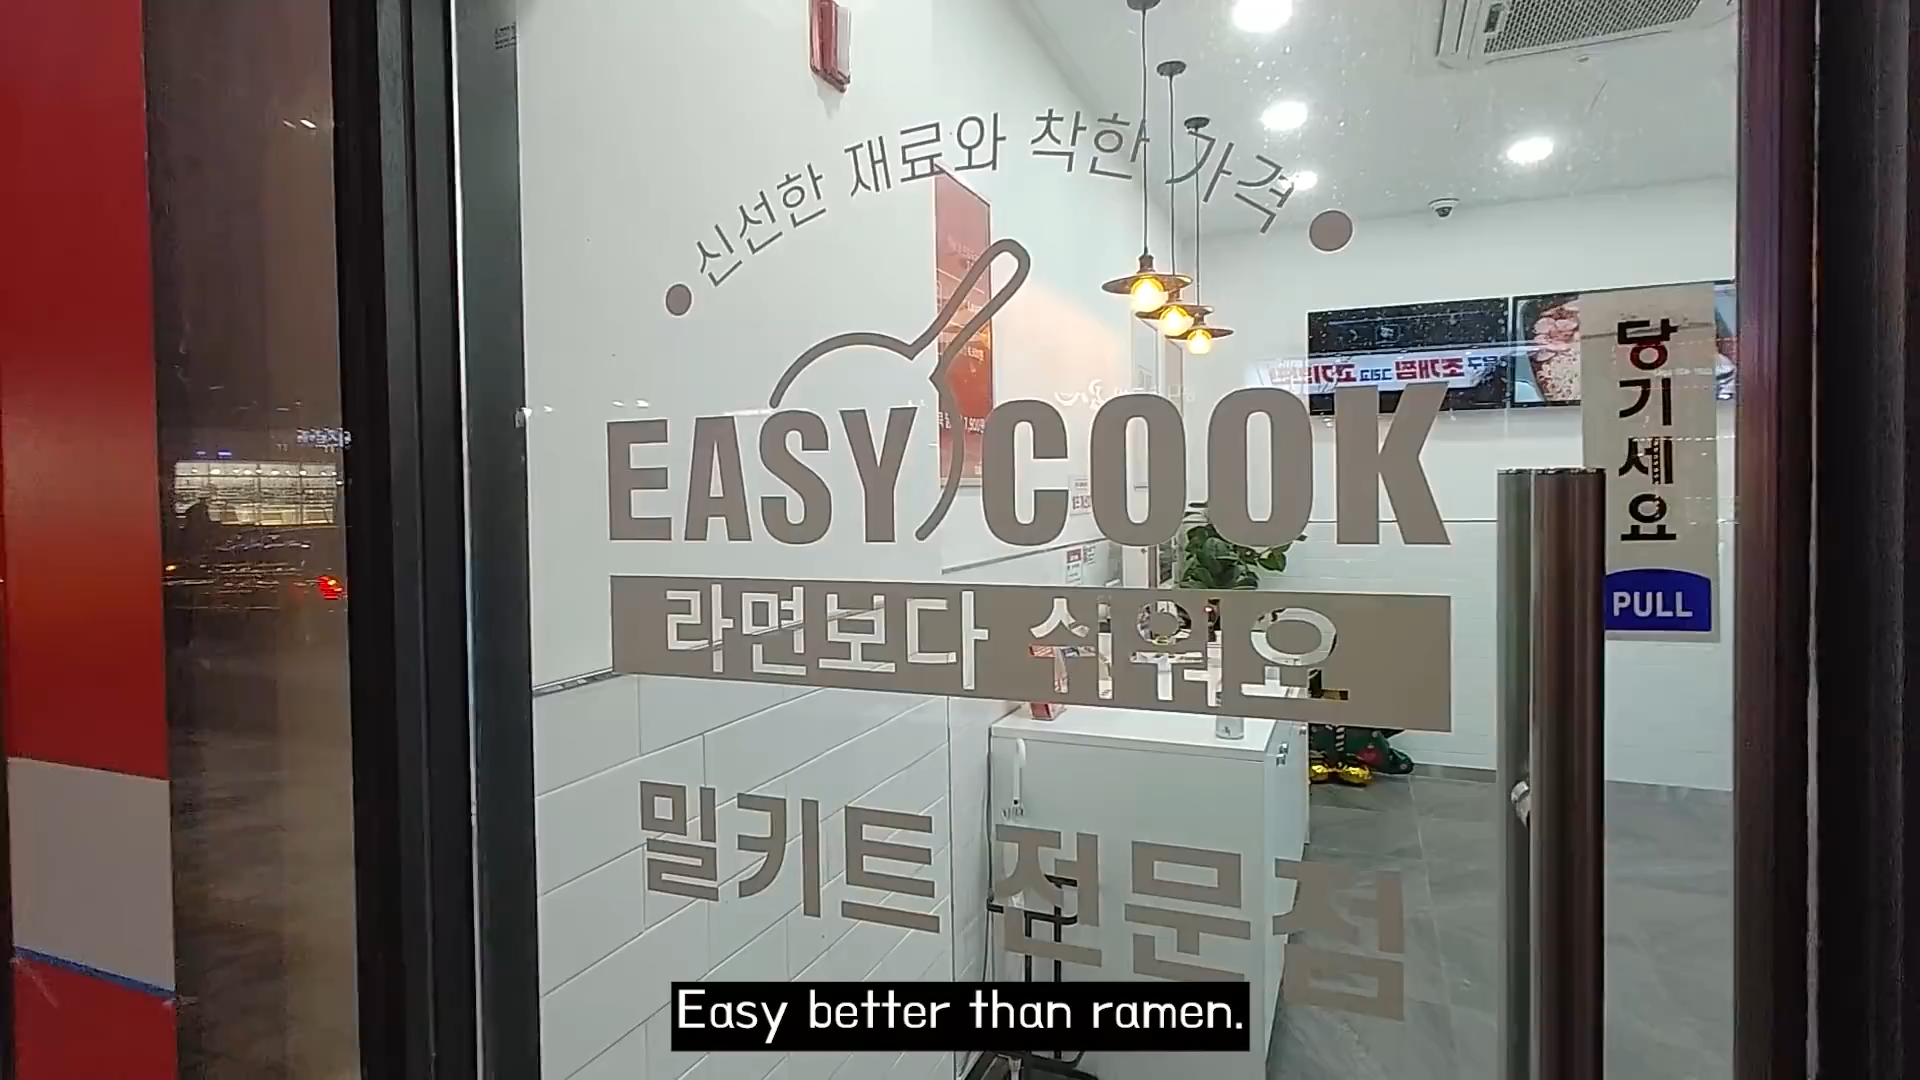 신선한 재료와 착한 가격
EASY COOK
라면보다 쉬워요
밀키트 전문점
당기세요
PULL
Easy better than ramen.